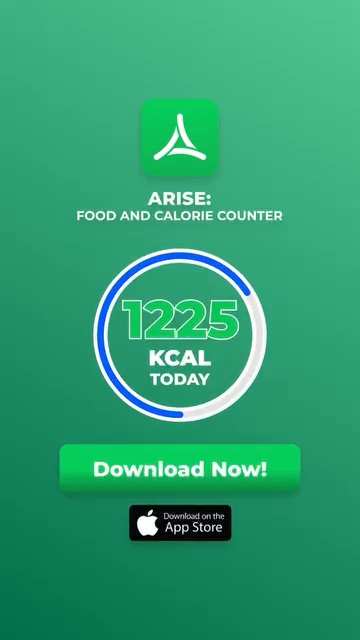 ARISE:
FOOD AND CALORIE COUNTER
1225
KCAL
TODAY
Download Now!
Download on the
App Store